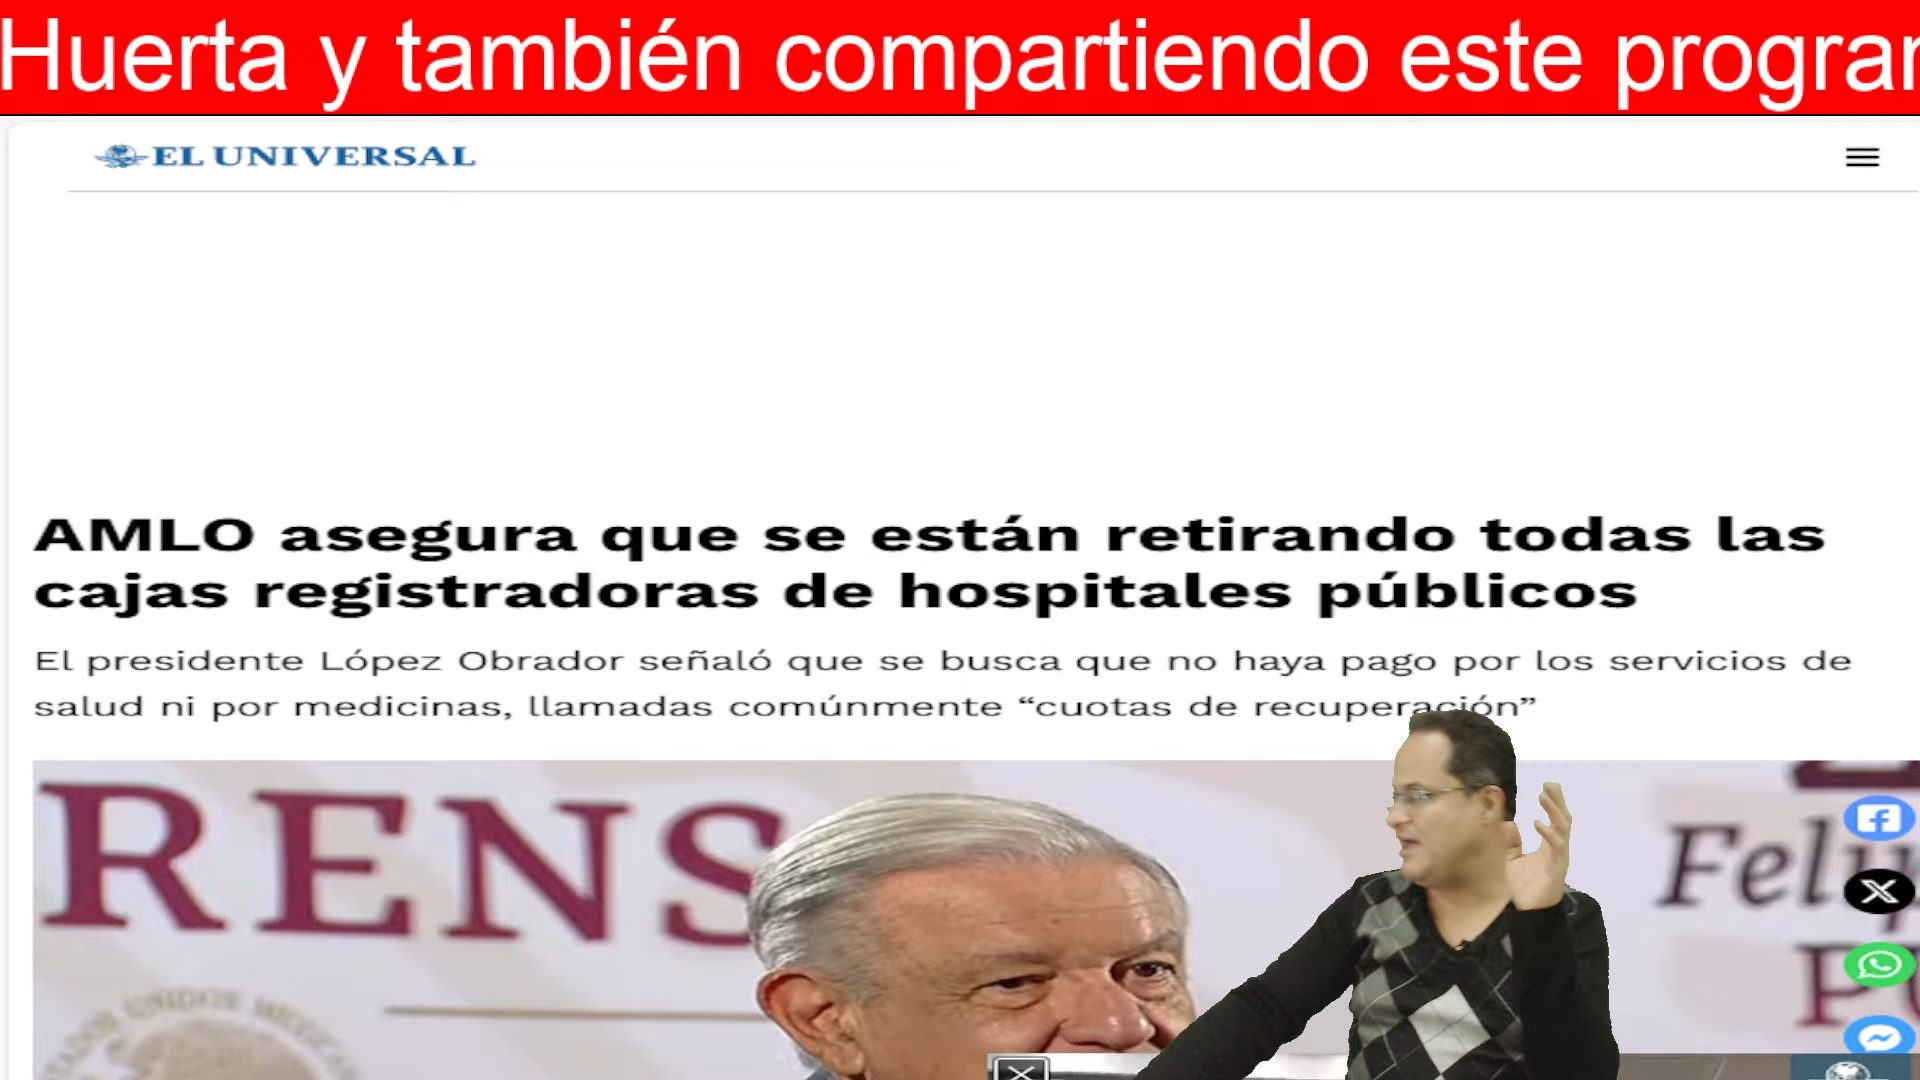 Huerta y también compartiendo este
EL UNIVERSAL
AMLO asegura que se están retirando todas las
cajas registradoras de hospitales públicos
El presidente López Obrador señaló que se busca que no haya pago por los servicios de
salud ni por medicinas, llamadas comúnmente “cuotas de recuperación”
RENS